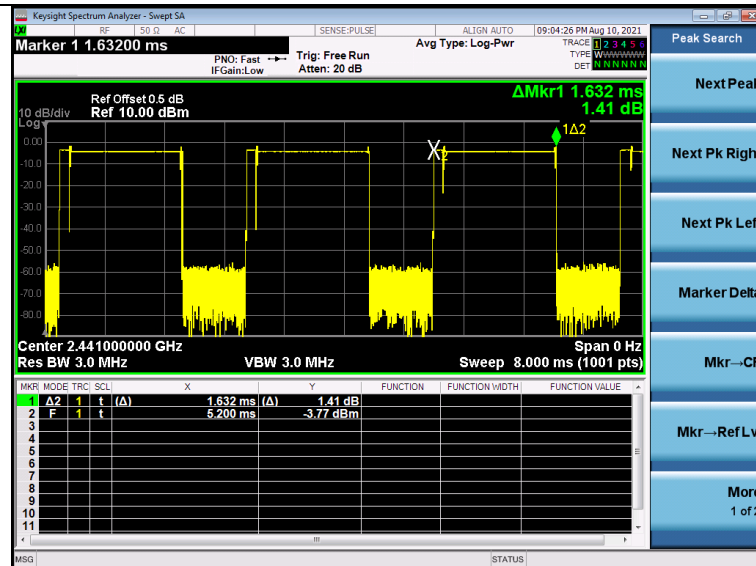 Keysight Spectrum Analyzer - Swept SA
LXI RF 50 Ω AC SENSE:PULSE ALIGN AUTO 09:04:26 PM Aug 10, 2021
Marker 1 1.63200 ms
PNO: Fast Trig: Free Run Avg Type: Log-Pwr TRACE 1 2 3 4 5 6
IFGain:Low Atten: 20 dB TYPE WWWWWWW
DET N N N N N N
Ref Offset 0.5 dB ΔMkr1 1.632 ms
10 dB/div Ref 10.00 dBm 1.41 dB
Log
1Δ2
0.00
2
-10.0
-20.0
-30.0
-40.0
-50.0
-60.0
-70.0
-80.0
Center 2.441000000 GHz Span 0 Hz
Res BW 3.0 MHz VBW 3.0 MHz Sweep 8.000 ms (1001 pts)
MKR MODE TRC SCL X Y FUNCTION FUNCTION WIDTH FUNCTION VALUE
1 Δ2 1 t (Δ) 1.632 ms (Δ) 1.41 dB
2 F 1 t 5.200 ms -3.77 dBm
3
4
5
6
7
8
9
10
11
MSG STATUS
Peak Search
Next Peak
Next Pk Righ
Next Pk Lef
Marker Delta
Mkr→CF
Mkr→Ref Lv
More
1 of 2